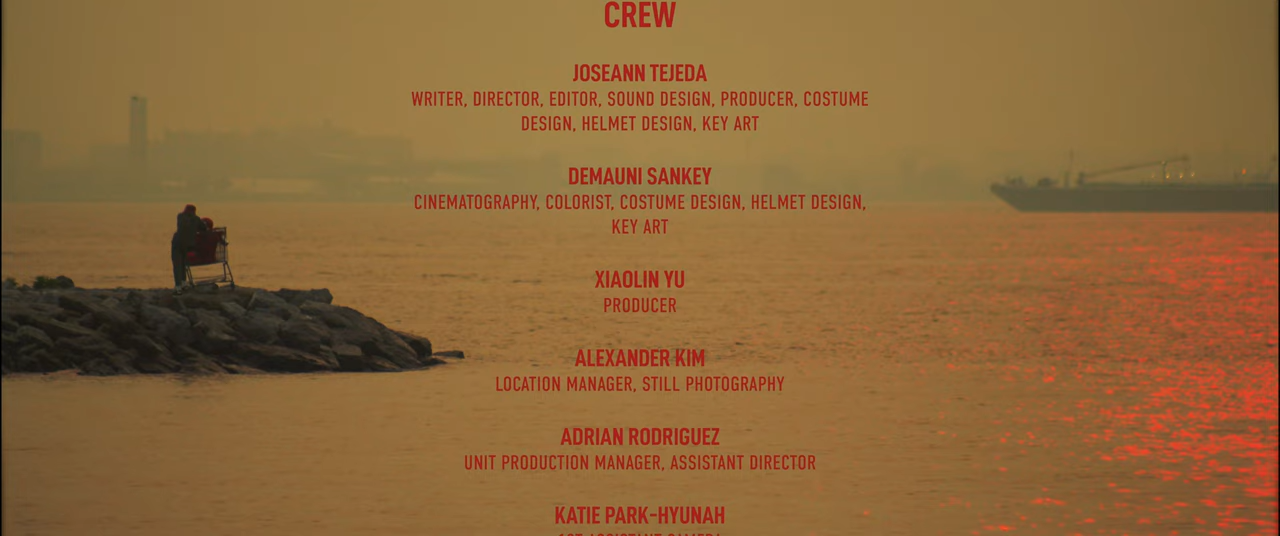 CREW
JOSEANN TEJEDA
WRITER, DIRECTOR, EDITOR, SOUND DESIGN, PRODUCER, COSTUME
DESIGN, HELMET DESIGN, KEY ART
DEMAUNI SANKEY
CINEMATOGRAPHY, COLORIST, COSTUME DESIGN, HELMET DESIGN,
KEY ART
XIAOLIN YU
PRODUCER
ALEXANDER KIM
LOCATION MANAGER, STILL PHOTOGRAPHY
ADRIAN RODRIGUEZ
UNIT PRODUCTION MANAGER, ASSISTANT DIRECTOR
KATIE PARK-HYUNAH